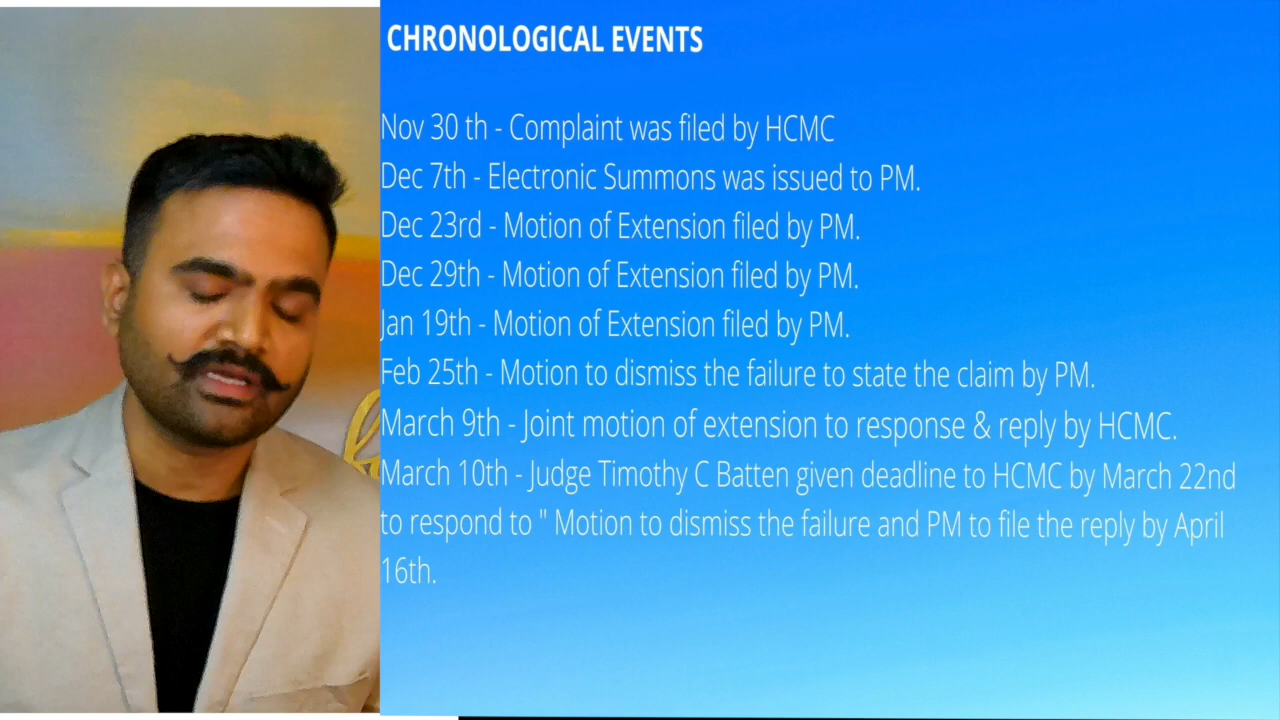 CHRONOLOGICAL EVENTS
Nov 30 th - Complaint was filed by HCMC
Dec 7th - Electronic Summons was issued to PM.
Dec 23rd - Motion of Extension filed by PM.
Dec 29th - Motion of Extension filed by PM.
Jan 19th - Motion of Extension filed by PM.
Feb 25th - Motion to dismiss the failure to state the claim by PM.
March 9th - Joint motion of extension to response & reply by HCMC.
March 10th - Judge Timothy C Batten given deadline to HCMC by March 22nd
to respond to " Motion to dismiss the failure and PM to file the reply by April
16th.